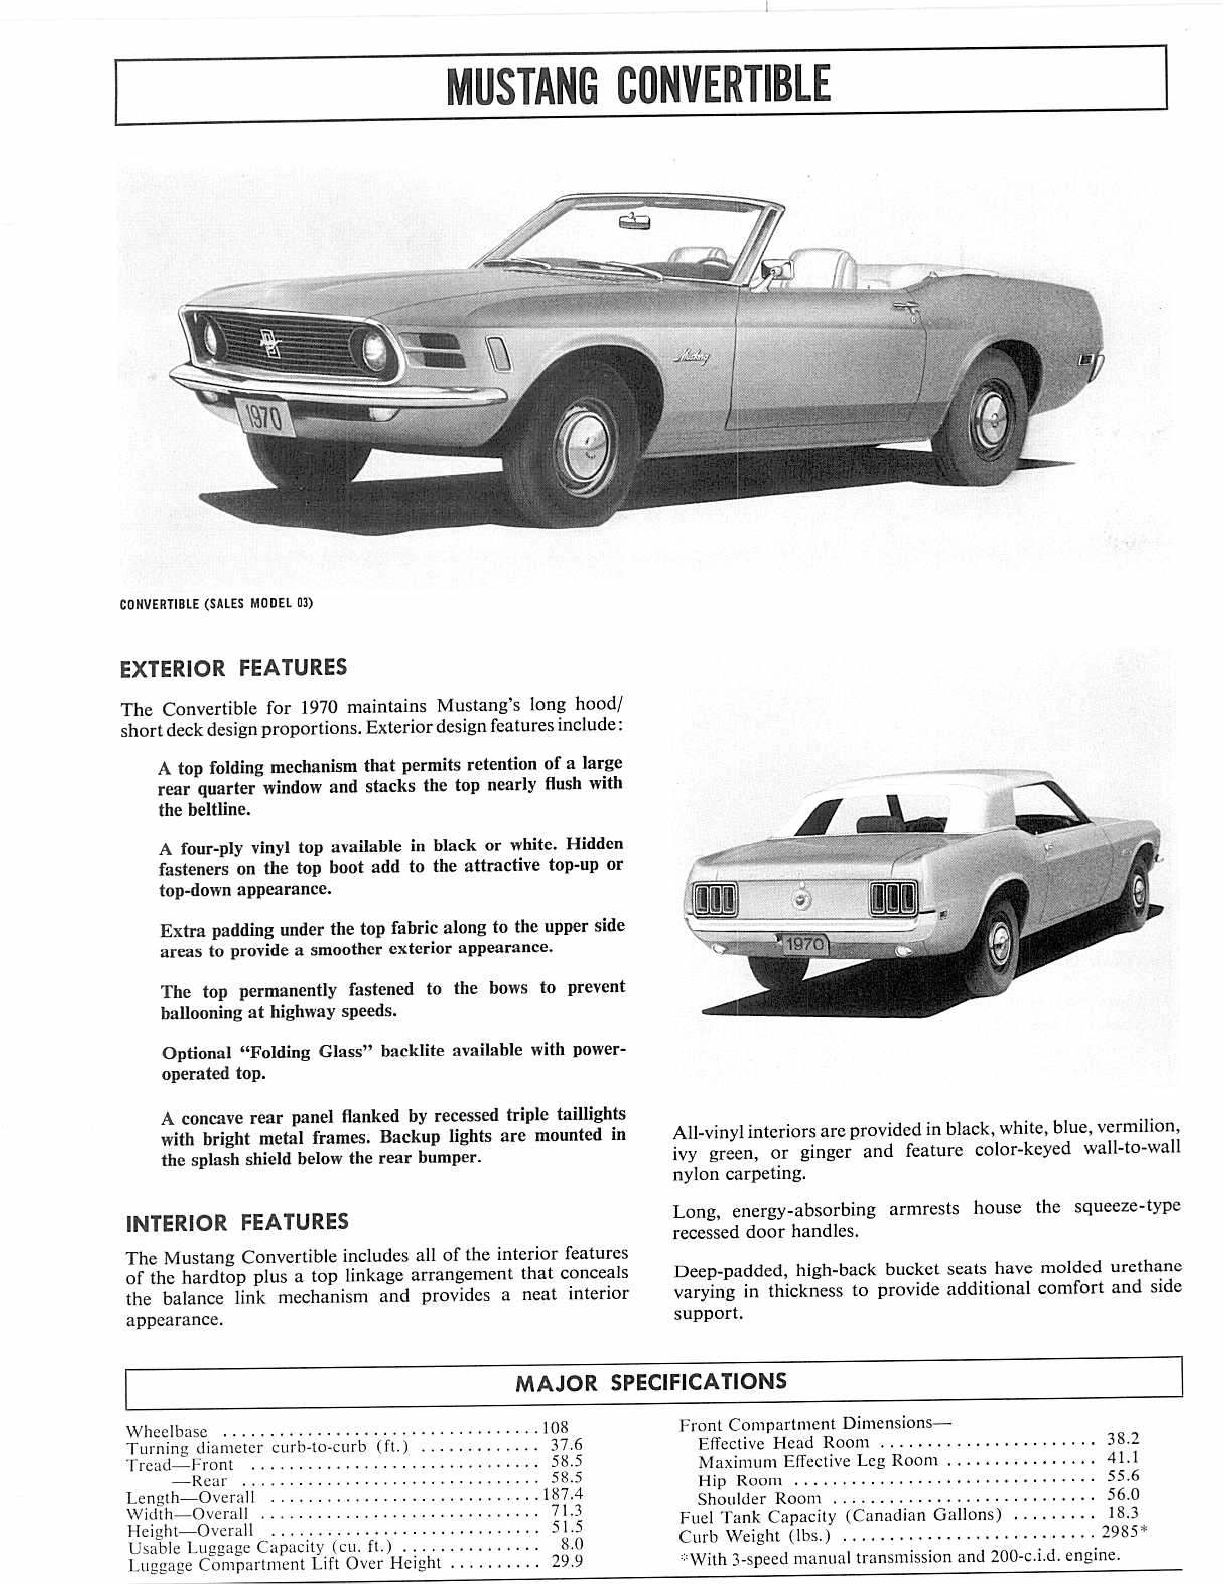 MUSTANG CONVERTIBLE
Mustang
1970
CONVERTIBLE (SALES MODEL 03)
EXTERIOR FEATURES
The Convertible for 1970 maintains Mustang's long hood/
short deck design proportions. Exterior design features include:
A top folding mechanism that permits retention of a large
rear quarter window and stacks the top nearly flush with
the beltline.
A four-ply vinyl top available in black or white. Hidden
fasteners on the top boot add to the attractive top-up or
top-down appearance.
Extra padding under the top fabric along to the upper side
areas to provide a smoother exterior appearance.
The top permanently fastened to the bows to prevent
ballooning at highway speeds.
Optional “Folding Glass” backlite available with power-
operated top.
A concave rear panel flanked by recessed triple taillights
with bright metal frames. Backup lights are mounted in
the splash shield below the rear bumper.
INTERIOR FEATURES
The Mustang Convertible includes all of the interior features
of the hardtop plus a top linkage arrangement that conceals
the balance link mechanism and provides a neat interior
appearance.
1970
All-vinyl interiors are provided in black, white, blue, vermilion,
ivy green, or ginger and feature color-keyed wall-to-wall
nylon carpeting.
Long, energy-absorbing armrests house the squeeze-type
recessed door handles.
Deep-padded, high-back bucket seats have molded urethane
varying in thickness to provide additional comfort and side
support.
MAJOR SPECIFICATIONS
Wheelbase .................................. 108
Turning diameter curb-to-curb (ft.) ............. 37.6
Tread—Front ............................... 58.5
—Rear ................................ 58.5
Length—Overall ............................. 187.4
Width—Overall .............................. 71.3
Height—Overall ............................. 51.5
Usable Luggage Capacity (cu. ft.) ............... 8.0
Luggage Compartment Lift Over Height .......... 29.9
Front Compartment Dimensions—
Effective Head Room ....................... 38.2
Maximum Effective Leg Room ................ 41.1
Hip Room ................................ 55.6
Shoulder Room ............................ 56.0
Fuel Tank Capacity (Canadian Gallons) ......... 18.3
Curb Weight (lbs.) ........................... 2985*
*With 3-speed manual transmission and 200-c.i.d. engine.